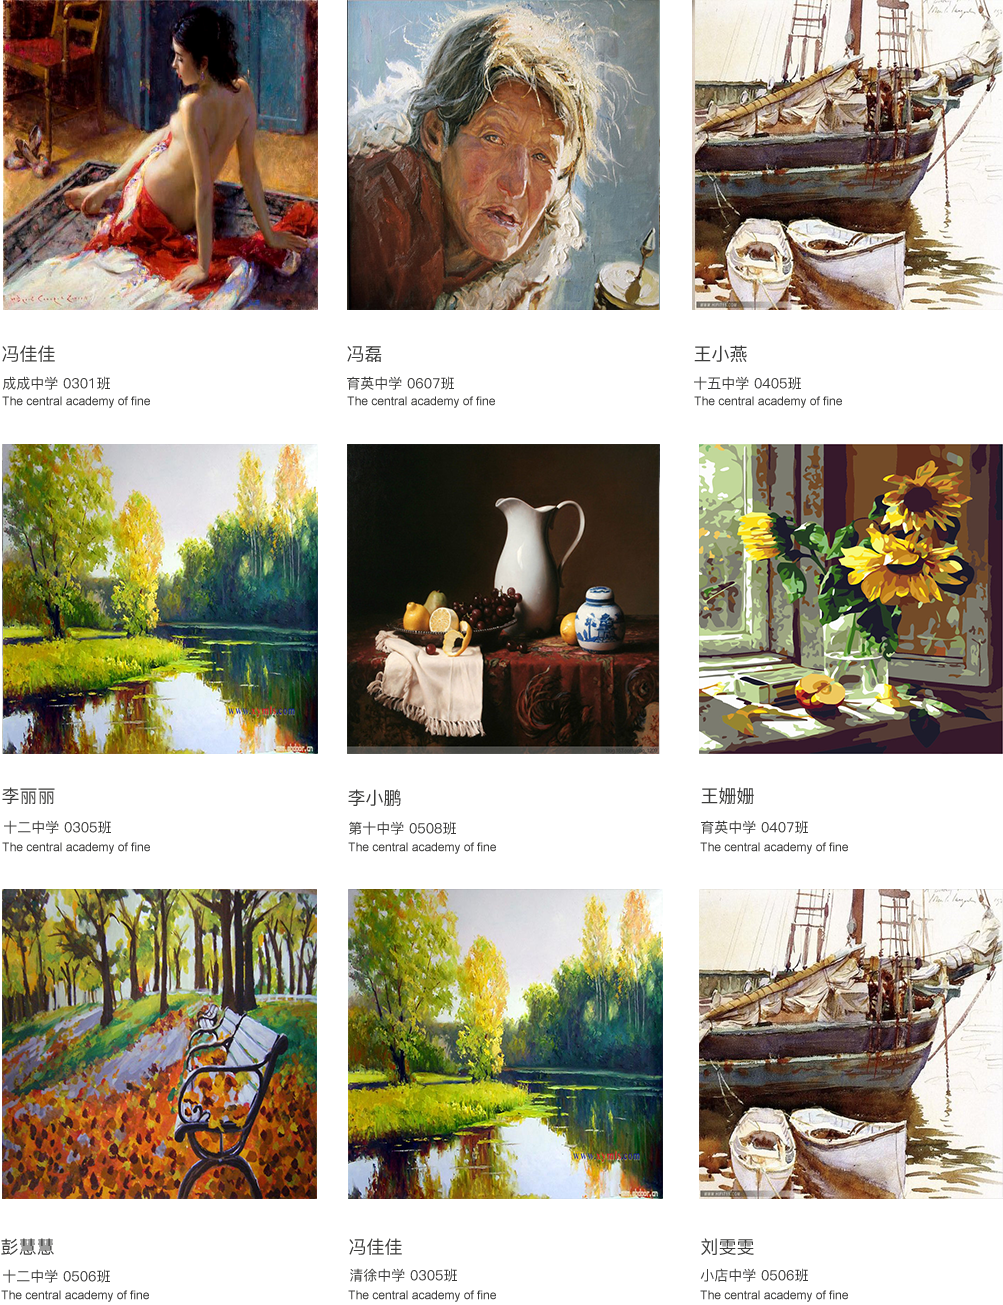 冯佳佳
成成中学 0301班
The central academy of fine
冯磊
育英中学 0607班
The central academy of fine
王小燕
十五中学 0405班
The central academy of fine
李丽丽
十二中学 0305班
The central academy of fine
李小鹏
第十中学 0508班
The central academy of fine
王姗姗
育英中学 0407班
The central academy of fine
彭慧慧
十二中学 0506班
The central academy of fine
冯佳佳
清徐中学 0305班
The central academy of fine
刘雯雯
小店中学 0506班
The central academy of fine